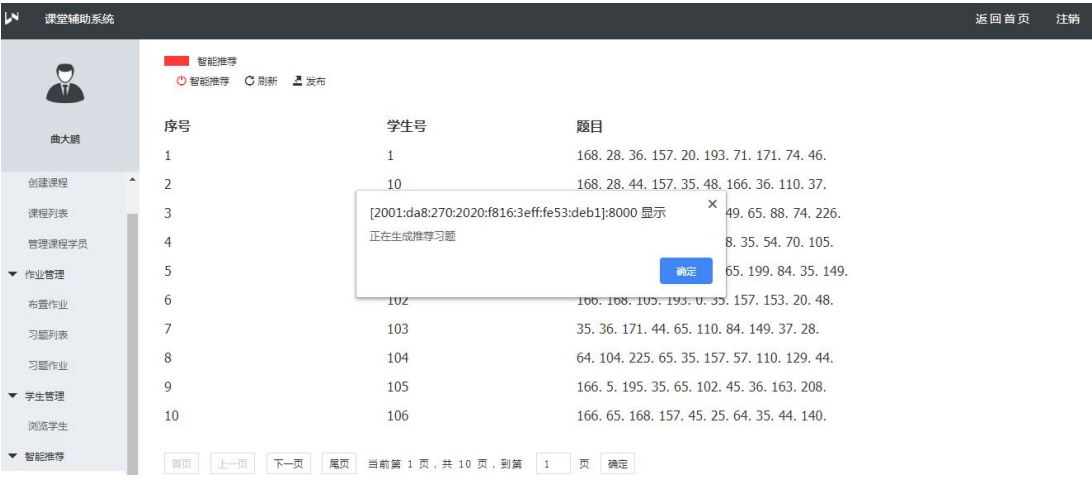 课堂辅助系统 返回首页 注销
智能推荐
智能推荐 刷新 发布
曲大鹏
创建课程
课程列表
管理课程学员
作业管理
布置作业
习题列表
习题作业
学生管理
浏览学生
智能推荐
序号 学生号 题目
1 1 168. 28. 36. 157. 20. 193. 71. 171. 74. 46.
2 10 168. 28. 44. 157. 35. 48. 166. 36. 110. 37.
3 49. 65. 88. 74. 226.
4 8. 35. 54. 70. 105.
5 65. 199. 84. 35. 149.
6 102 166. 168. 105. 193. 0. 35. 157. 153. 20. 48.
7 103 35. 36. 171. 44. 65. 110. 84. 149. 37. 28.
8 104 64. 104. 225. 65. 35. 157. 57. 110. 129. 44.
9 105 166. 5. 195. 35. 65. 102. 45. 36. 163. 208.
10 106 166. 65. 168. 157. 45. 25. 64. 35. 44. 140.
[2001:da8:270:2020:f816:3eff:fe53:deb1]:8000 显示
正在生成推荐习题
确定
首页 上一页 下一页 尾页 当前第 1 页,共 10 页,到第 1 页 确定